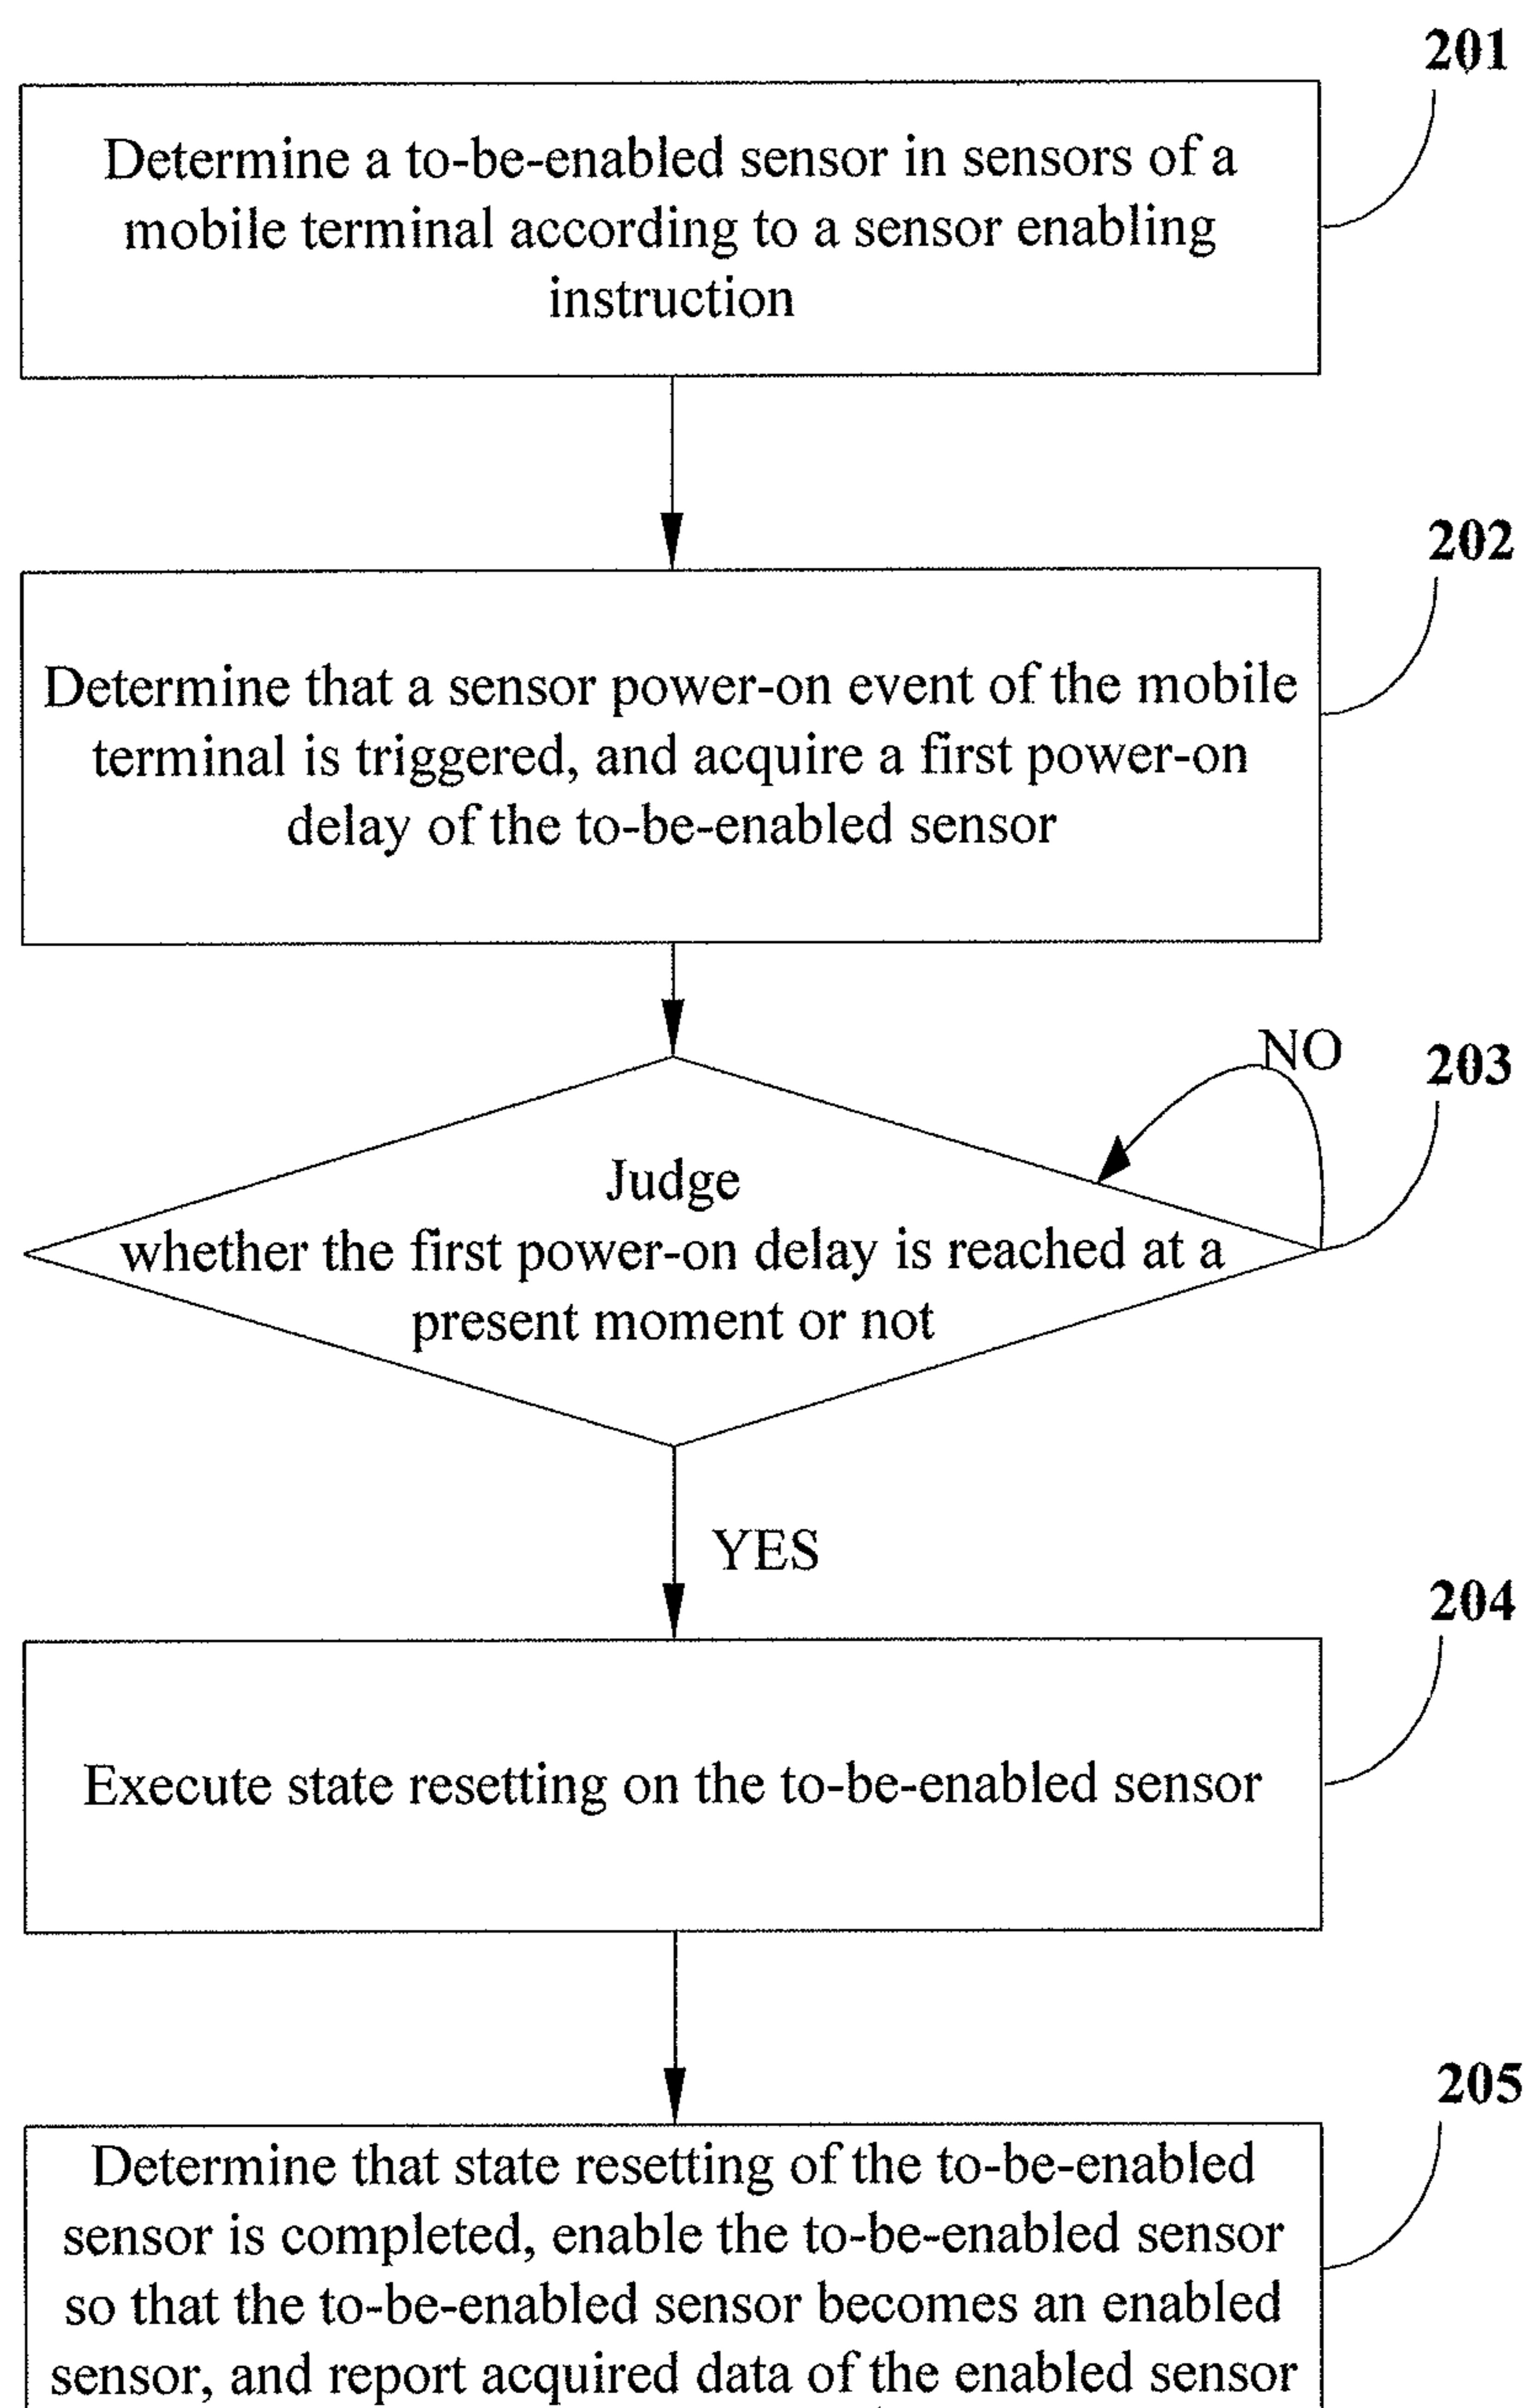 201
Determine a to-be-enabled sensor in sensors of a
mobile terminal according to a sensor enabling
instruction
202
Determine that a sensor power-on event of the mobile
terminal is triggered, and acquire a first power-on
delay of the to-be-enabled sensor
NO
203
Judge
whether the first power-on delay is reached at a
present moment or not
YES
204
Execute state resetting on the to-be-enabled sensor
205
Determine that state resetting of the to-be-enabled
sensor is completed, enable the to-be-enabled sensor
so that the to-be-enabled sensor becomes an enabled
sensor, and report acquired data of the enabled sensor